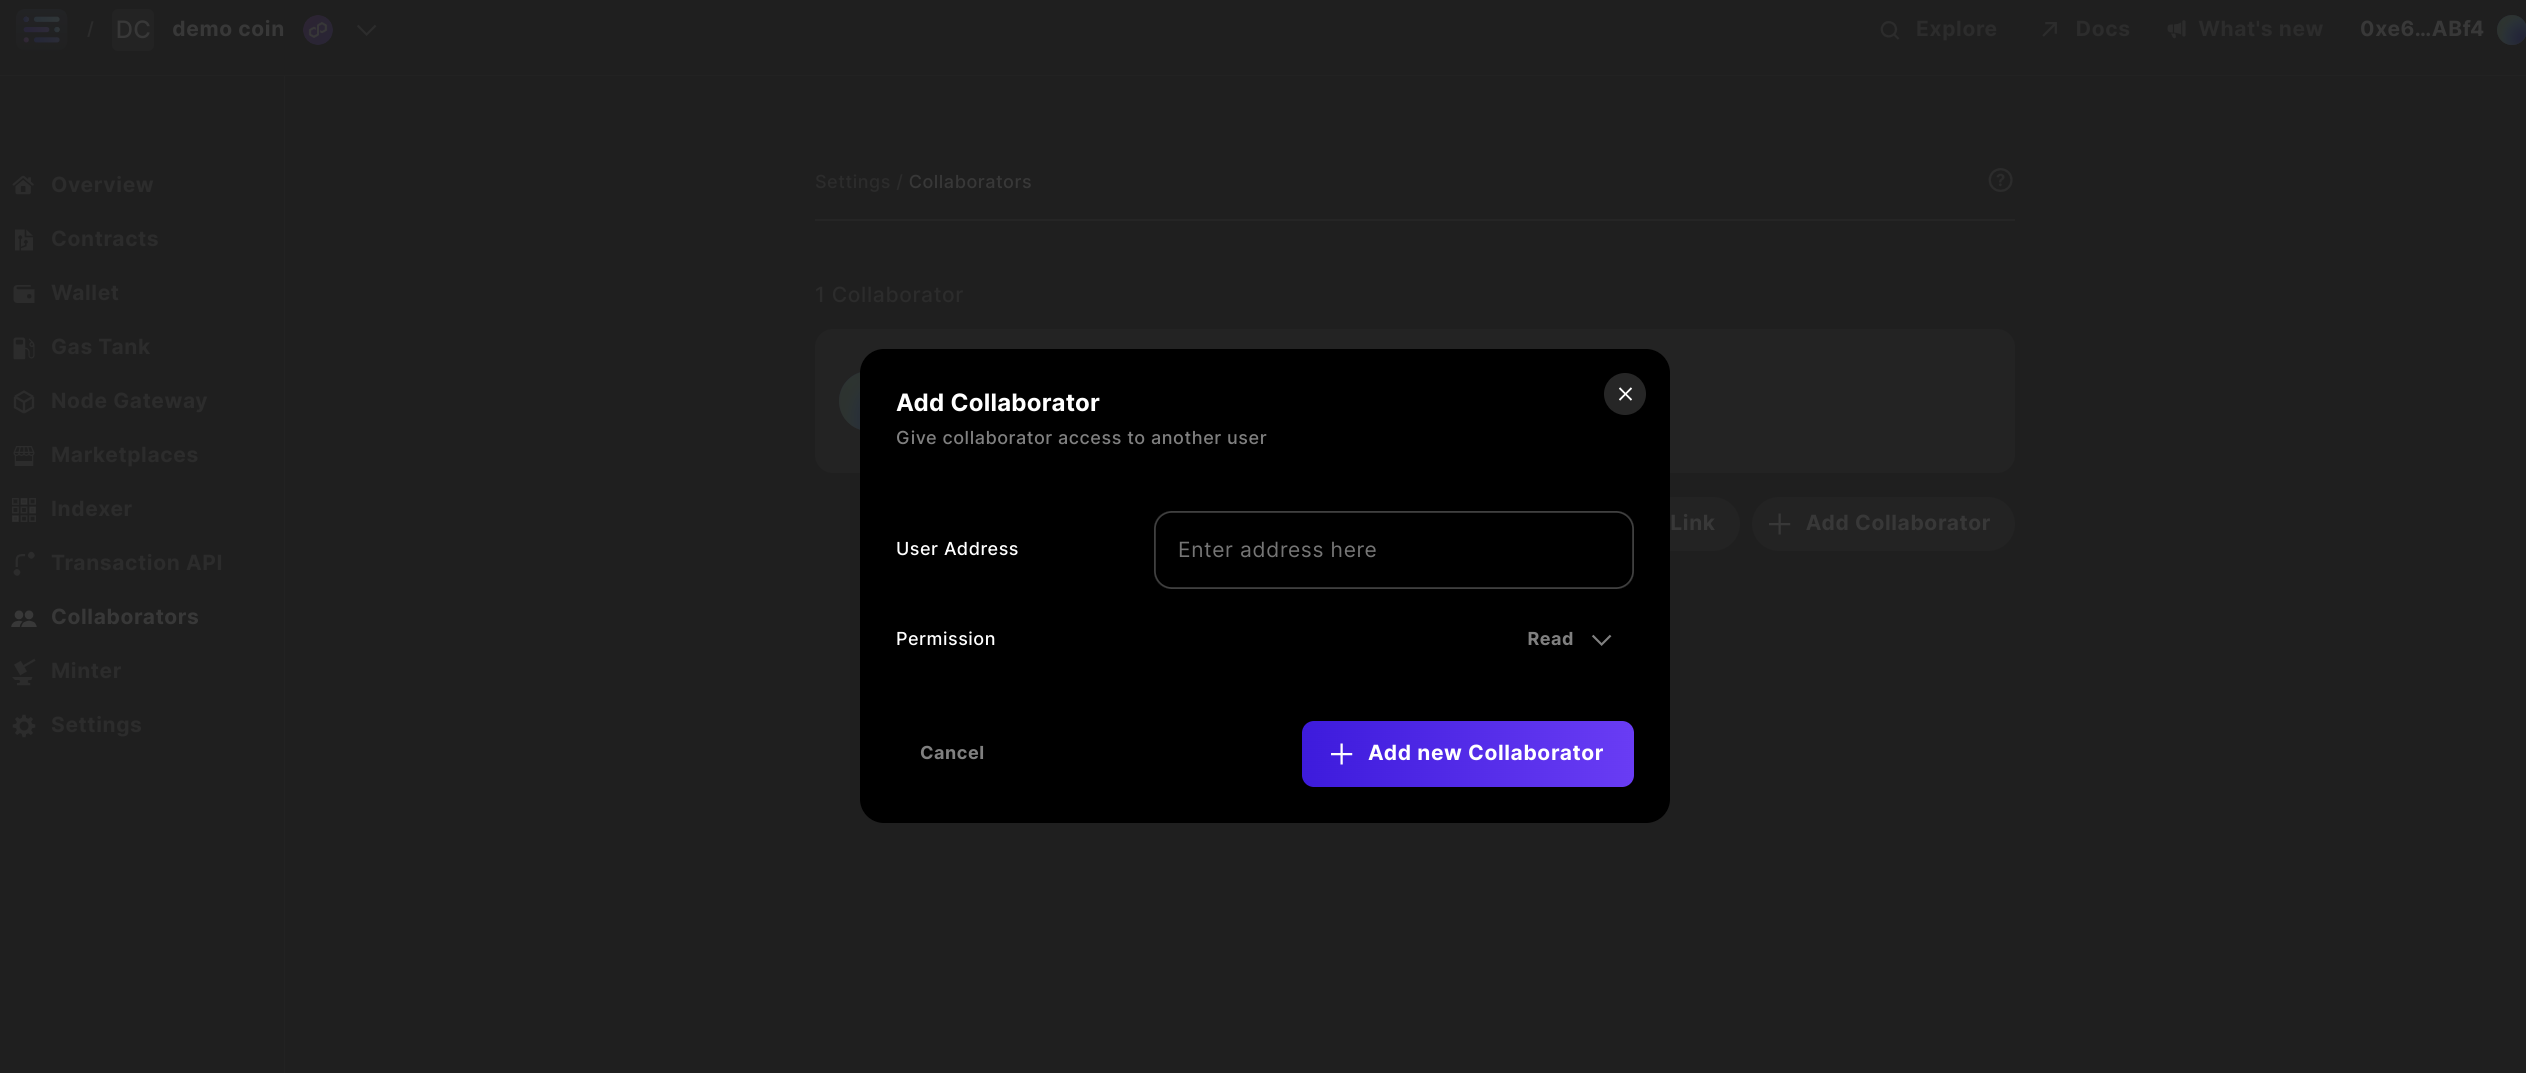 / DC demo coin
Explore Docs What's new 0xe6...ABf4
Overview
Contracts
Wallet
Gas Tank
Node Gateway
Marketplaces
Indexer
Transaction API
Collaborators
Minter
Settings
Settings / Collaborators
?
1 Collaborator
Link
+ Add Collaborator
Add Collaborator
Give collaborator access to another user
User Address
Enter address here
Permission
Read
Cancel
+ Add new Collaborator